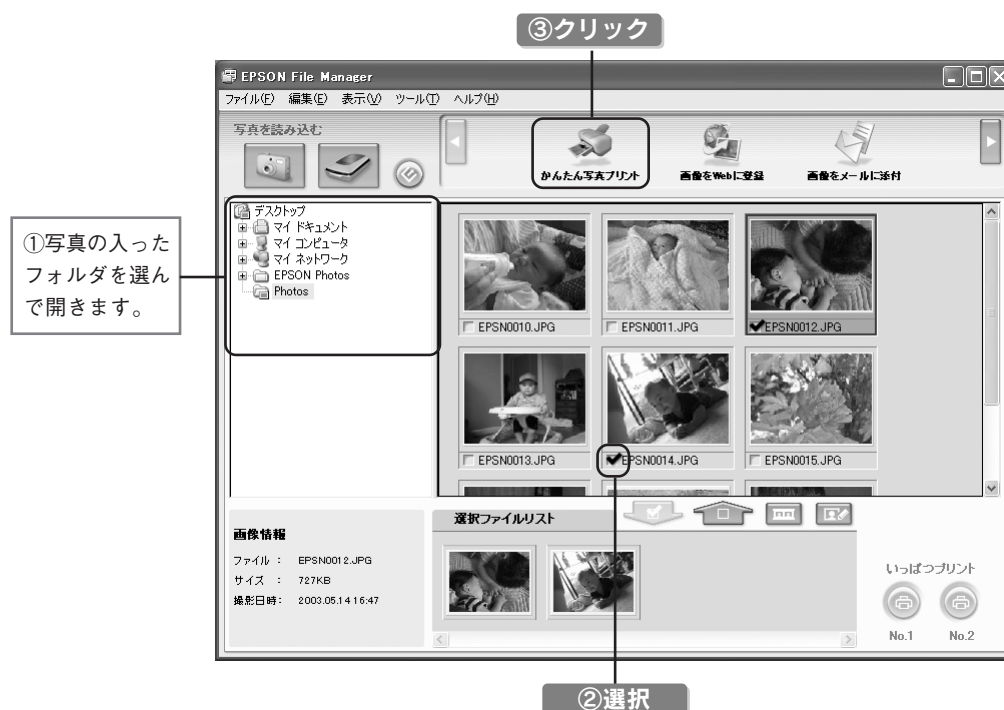 ③クリック
EPSON File Manager
ファイル(F) 編集(E) 表示(V) ツール(T) ヘルプ(H)
写真を読み込む
かんたん写真プリント
画像をWebに登録
画像をメールに添付
①写真の入った
フォルダを選ん
で開きます。
デスクトップ
マイ ドキュメント
マイ コンピュータ
マイ ネットワーク
EPSON Photos
Photos
EPSN0010.JPG
EPSN0011.JPG
EPSN0012.JPG
EPSN0013.JPG
EPSN0014.JPG
EPSN0015.JPG
選択ファイルリスト
画像情報
ファイル : EPSN0012.JPG
サイズ : 727KB
撮影日時: 2003.05.14 16:47
いっぱつプリント
No.1 No.2
②選択